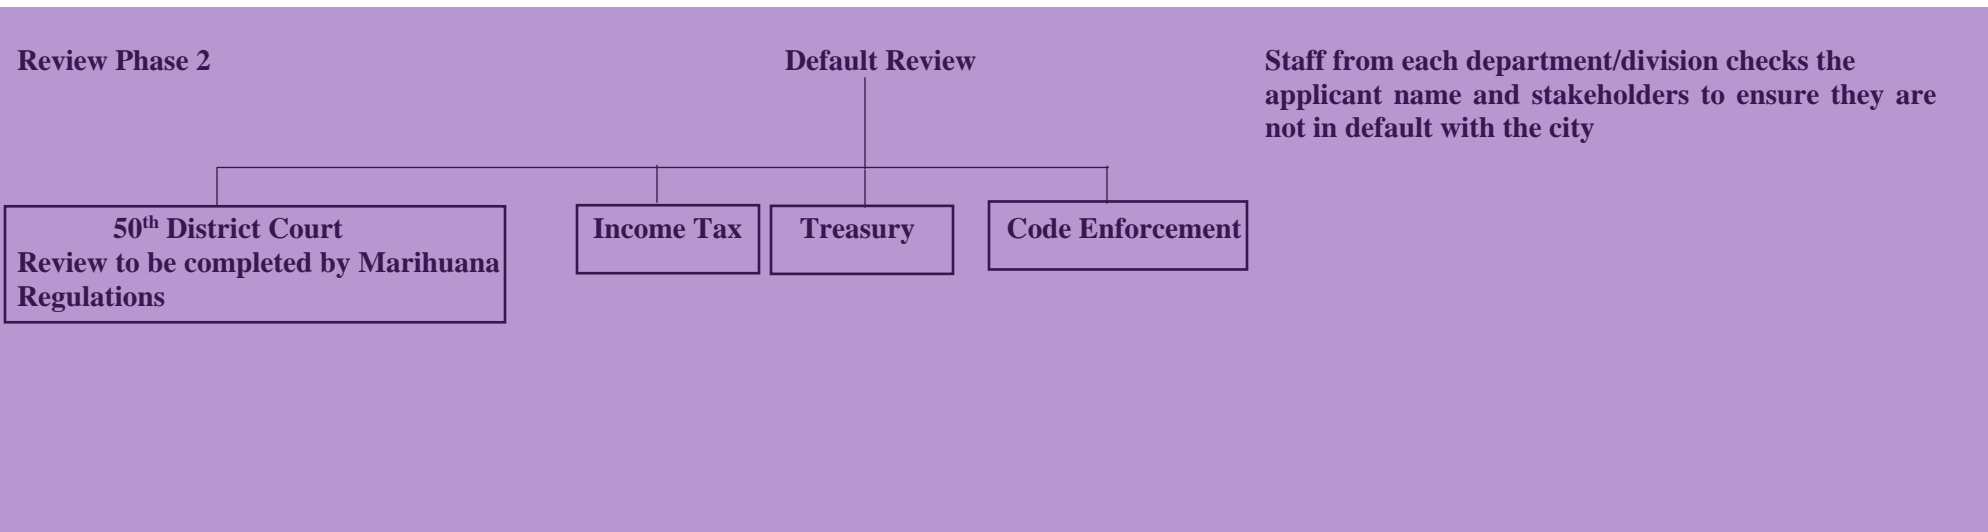 Review Phase 2
Default Review
Staff from each department/division checks the
applicant name and stakeholders to ensure they are
not in default with the city
50th District Court
Review to be completed by Marihuana
Regulations
Income Tax
Treasury
Code Enforcement